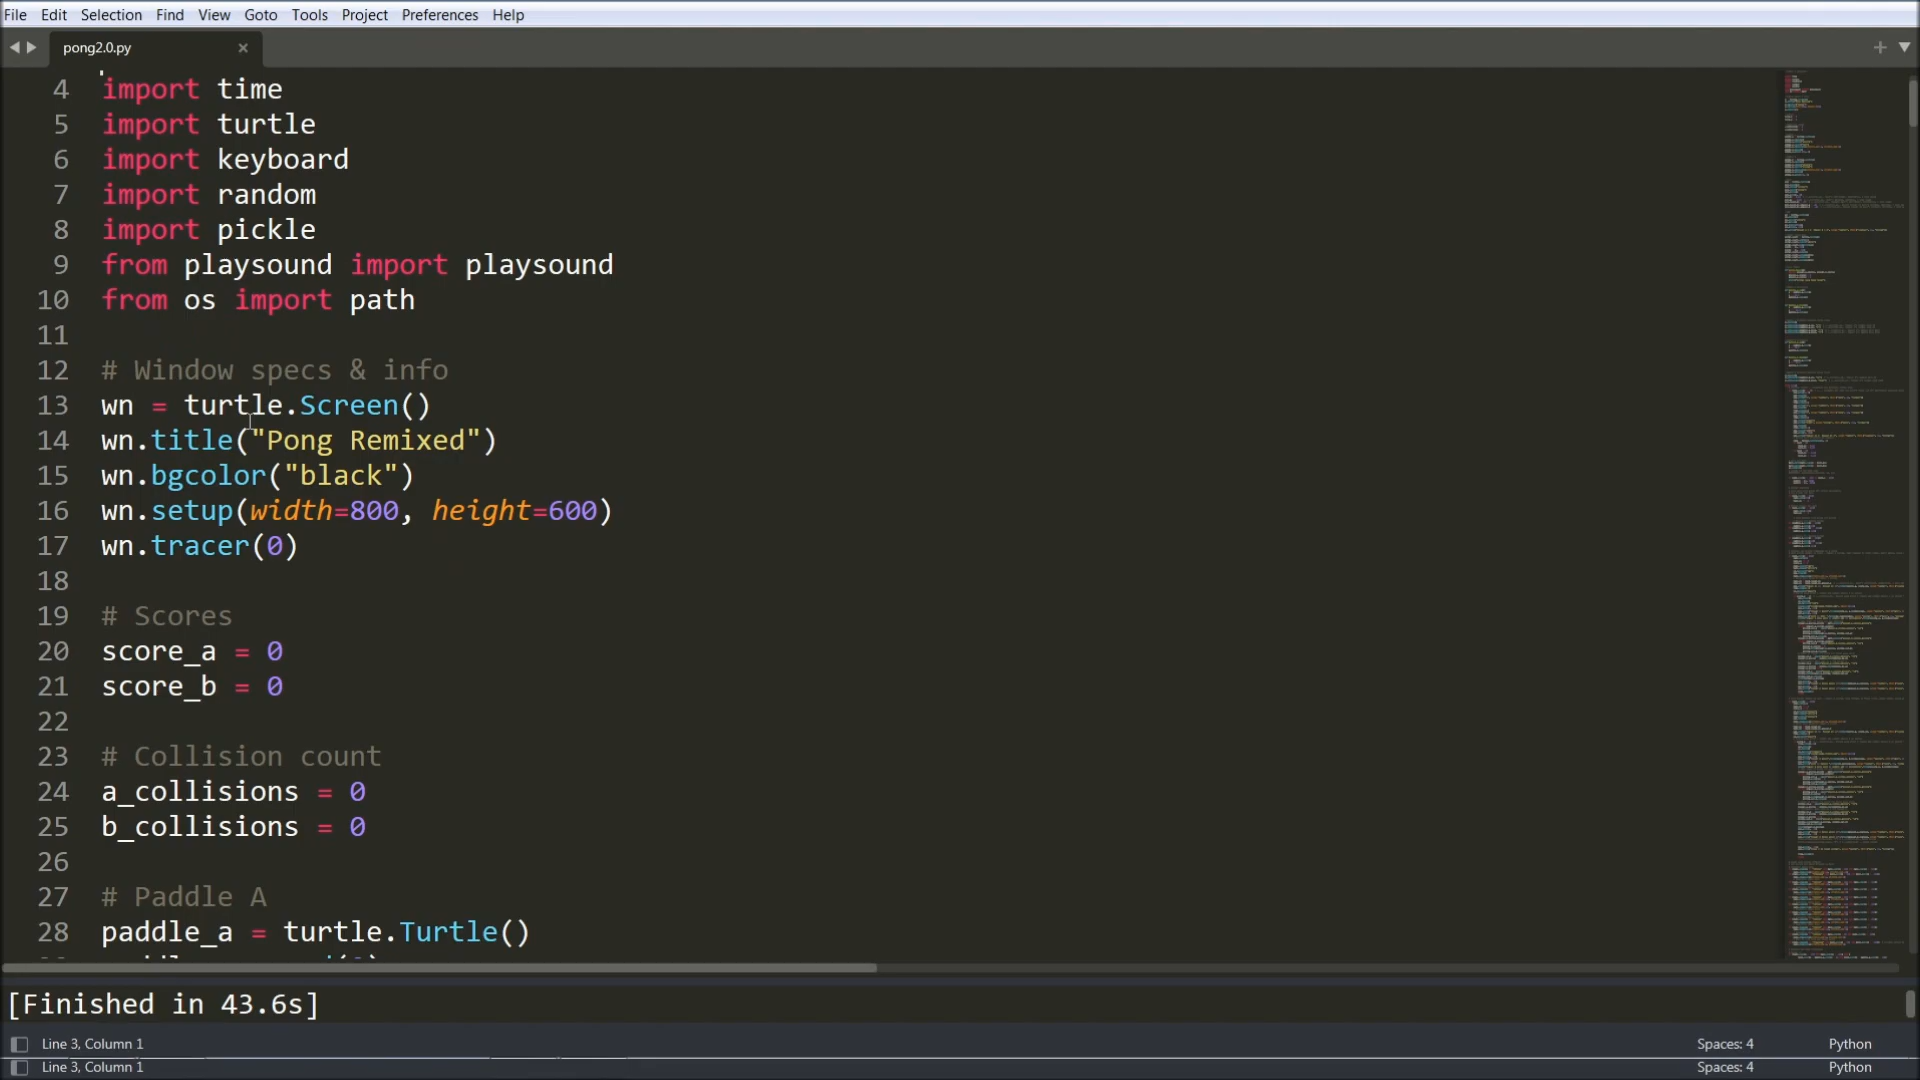 File Edit Selection Find View Goto Tools Project Preferences Help
pong2.0.py
4 import time
5 import turtle
6 import keyboard
7 import random
8 import pickle
9 from playsound import playsound
10 from os import path
11
12 # Window specs & info
13 wn = turtle.Screen()
14 wn.title("Pong Remixed")
15 wn.bgcolor("black")
16 wn.setup(width=800, height=600)
17 wn.tracer(0)
18
19 # Scores
20 score_a = 0
21 score_b = 0
22
23 # Collision count
24 a_collisions = 0
25 b_collisions = 0
26
27 # Paddle A
28 paddle_a = turtle.Turtle()
[Finished in 43.6s]
Line 3, Column 1 Spaces: 4 Python
Line 3, Column 1 Spaces: 4 Python